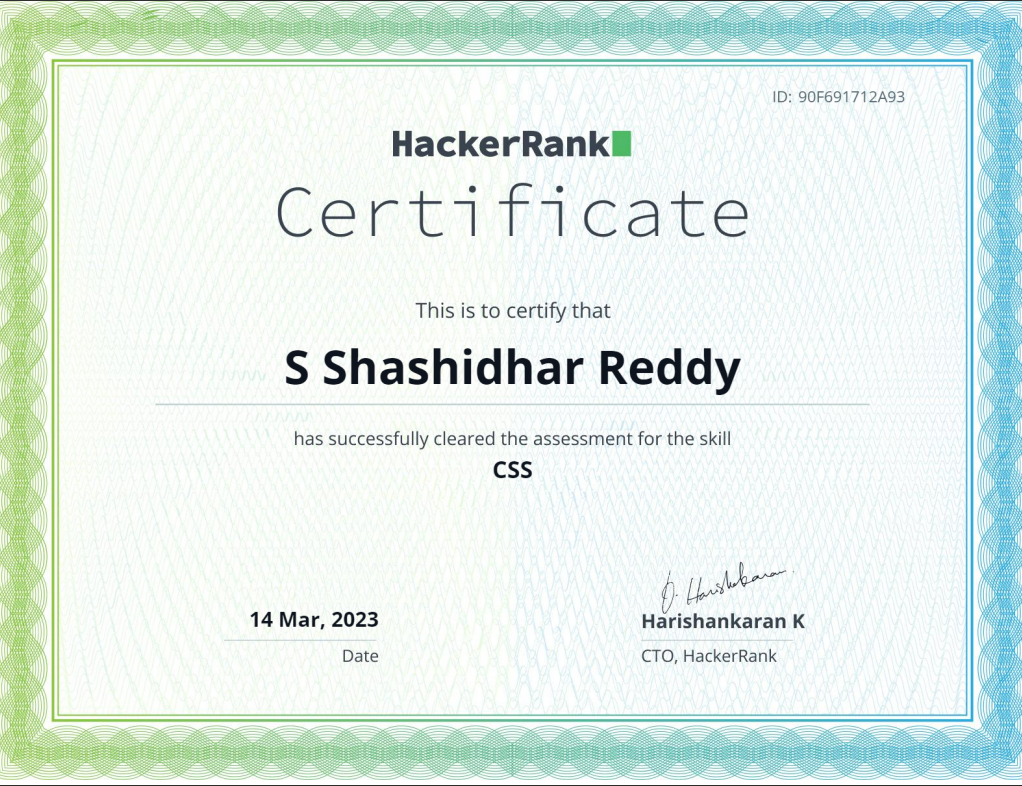 ID: 90F691712A93
HackerRank
Certificate
This is to certify that
S Shashidhar Reddy
has successfully cleared the assessment for the skill
CSS
14 Mar, 2023
Date
Harishankaran K
CTO, HackerRank